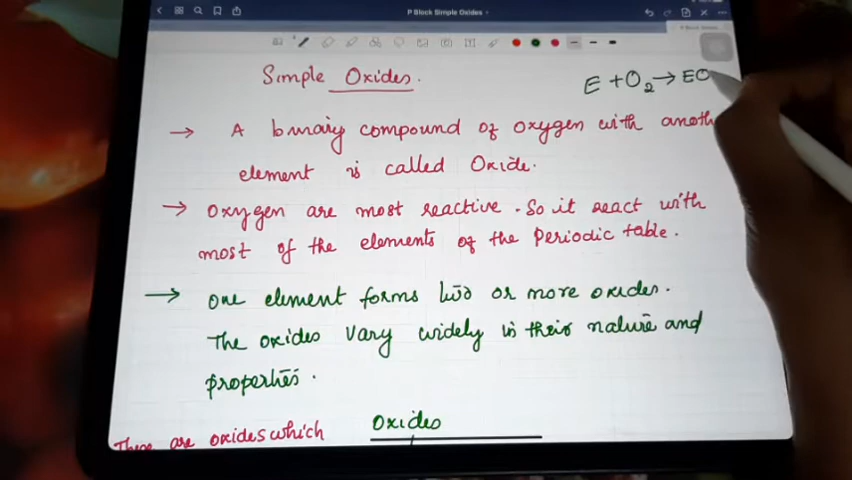 P Block Simple Oxides
Simple Oxides.
E + O2 → EO
→ A binary compound of oxygen with anoth
element is called Oxide.
→ Oxygen are most reactive. So it react with
most of the elements of the Periodic table.
→ One element forms two or more oxides.
The oxides vary widely in their nature and
properties.
These are oxides which
Oxides